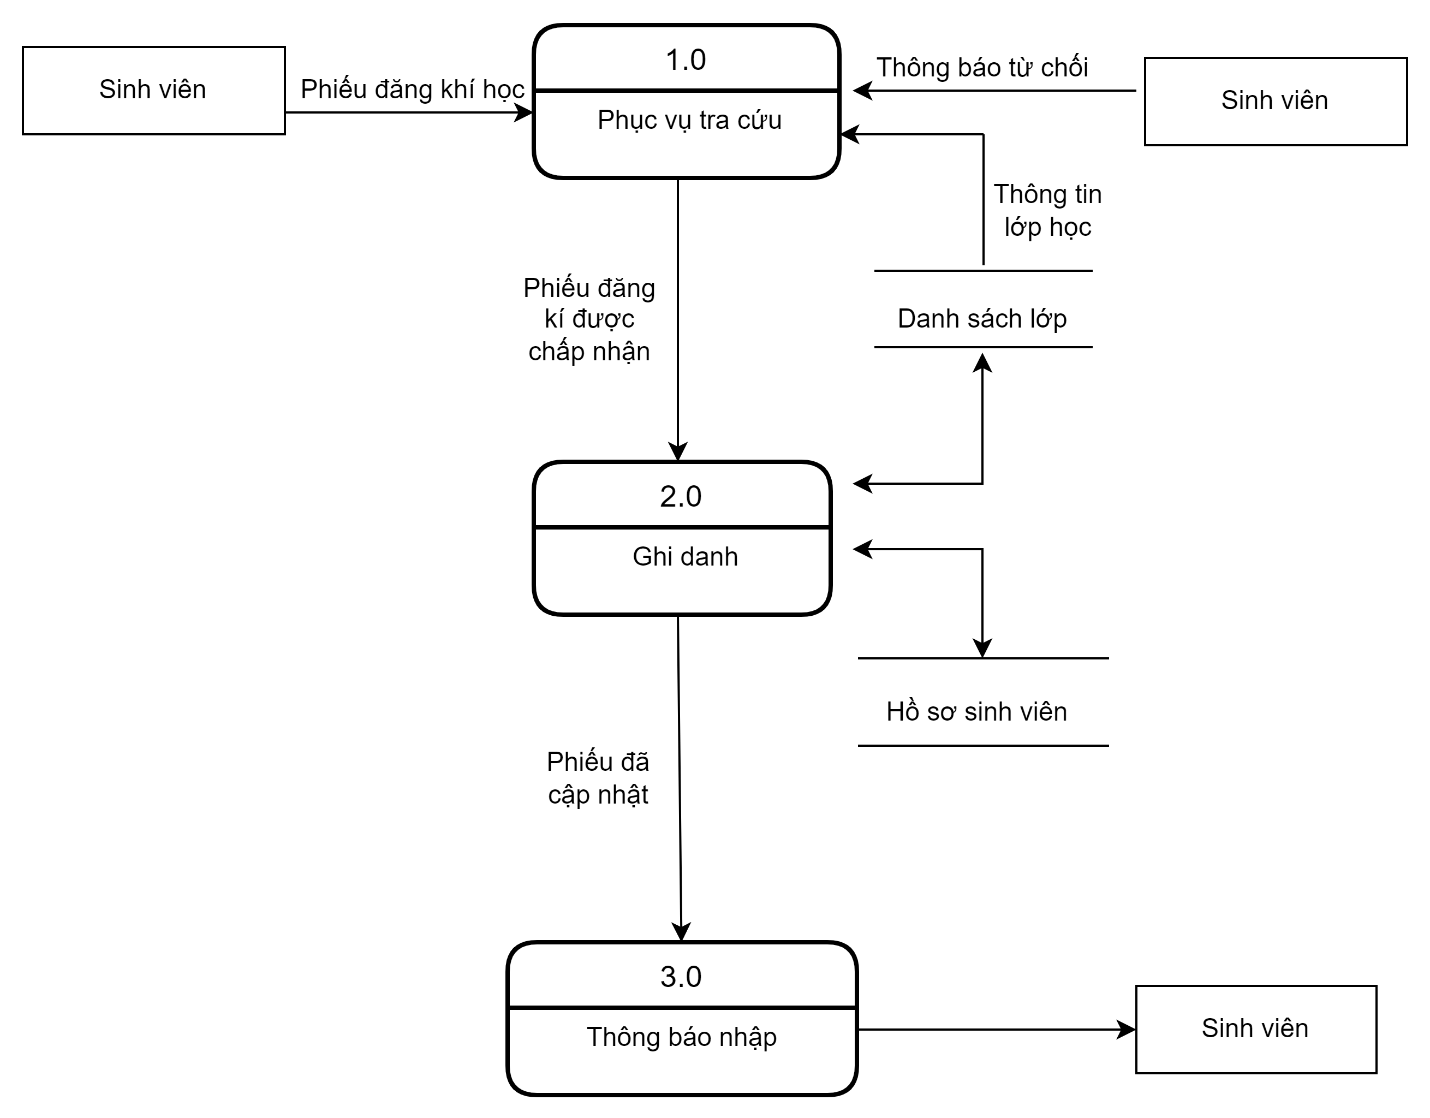 Sinh viên
Phiếu đăng khí học
1.0
Phục vụ tra cứu
Thông báo từ chối
Sinh viên
Thông tin
lớp học
Phiếu đăng
kí được
chấp nhận
Danh sách lớp
2.0
Ghi danh
Hồ sơ sinh viên
Phiếu đã
cập nhật
3.0
Thông báo nhập
Sinh viên